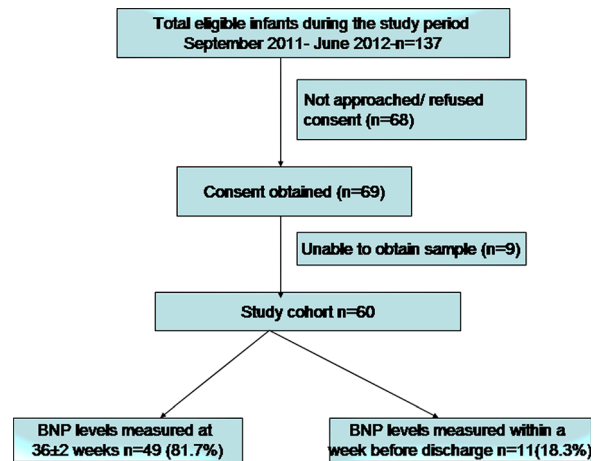 Total eligible infants during the study period
September 2011- June 2012-n=137
Not approached/ refused
consent (n=68)
Consent obtained (n=69)
Unable to obtain sample (n=9)
Study cohort n=60
BNP levels measured at
36±2 weeks n=49 (81.7%)
BNP levels measured within a
week before discharge n=11(18.3%)